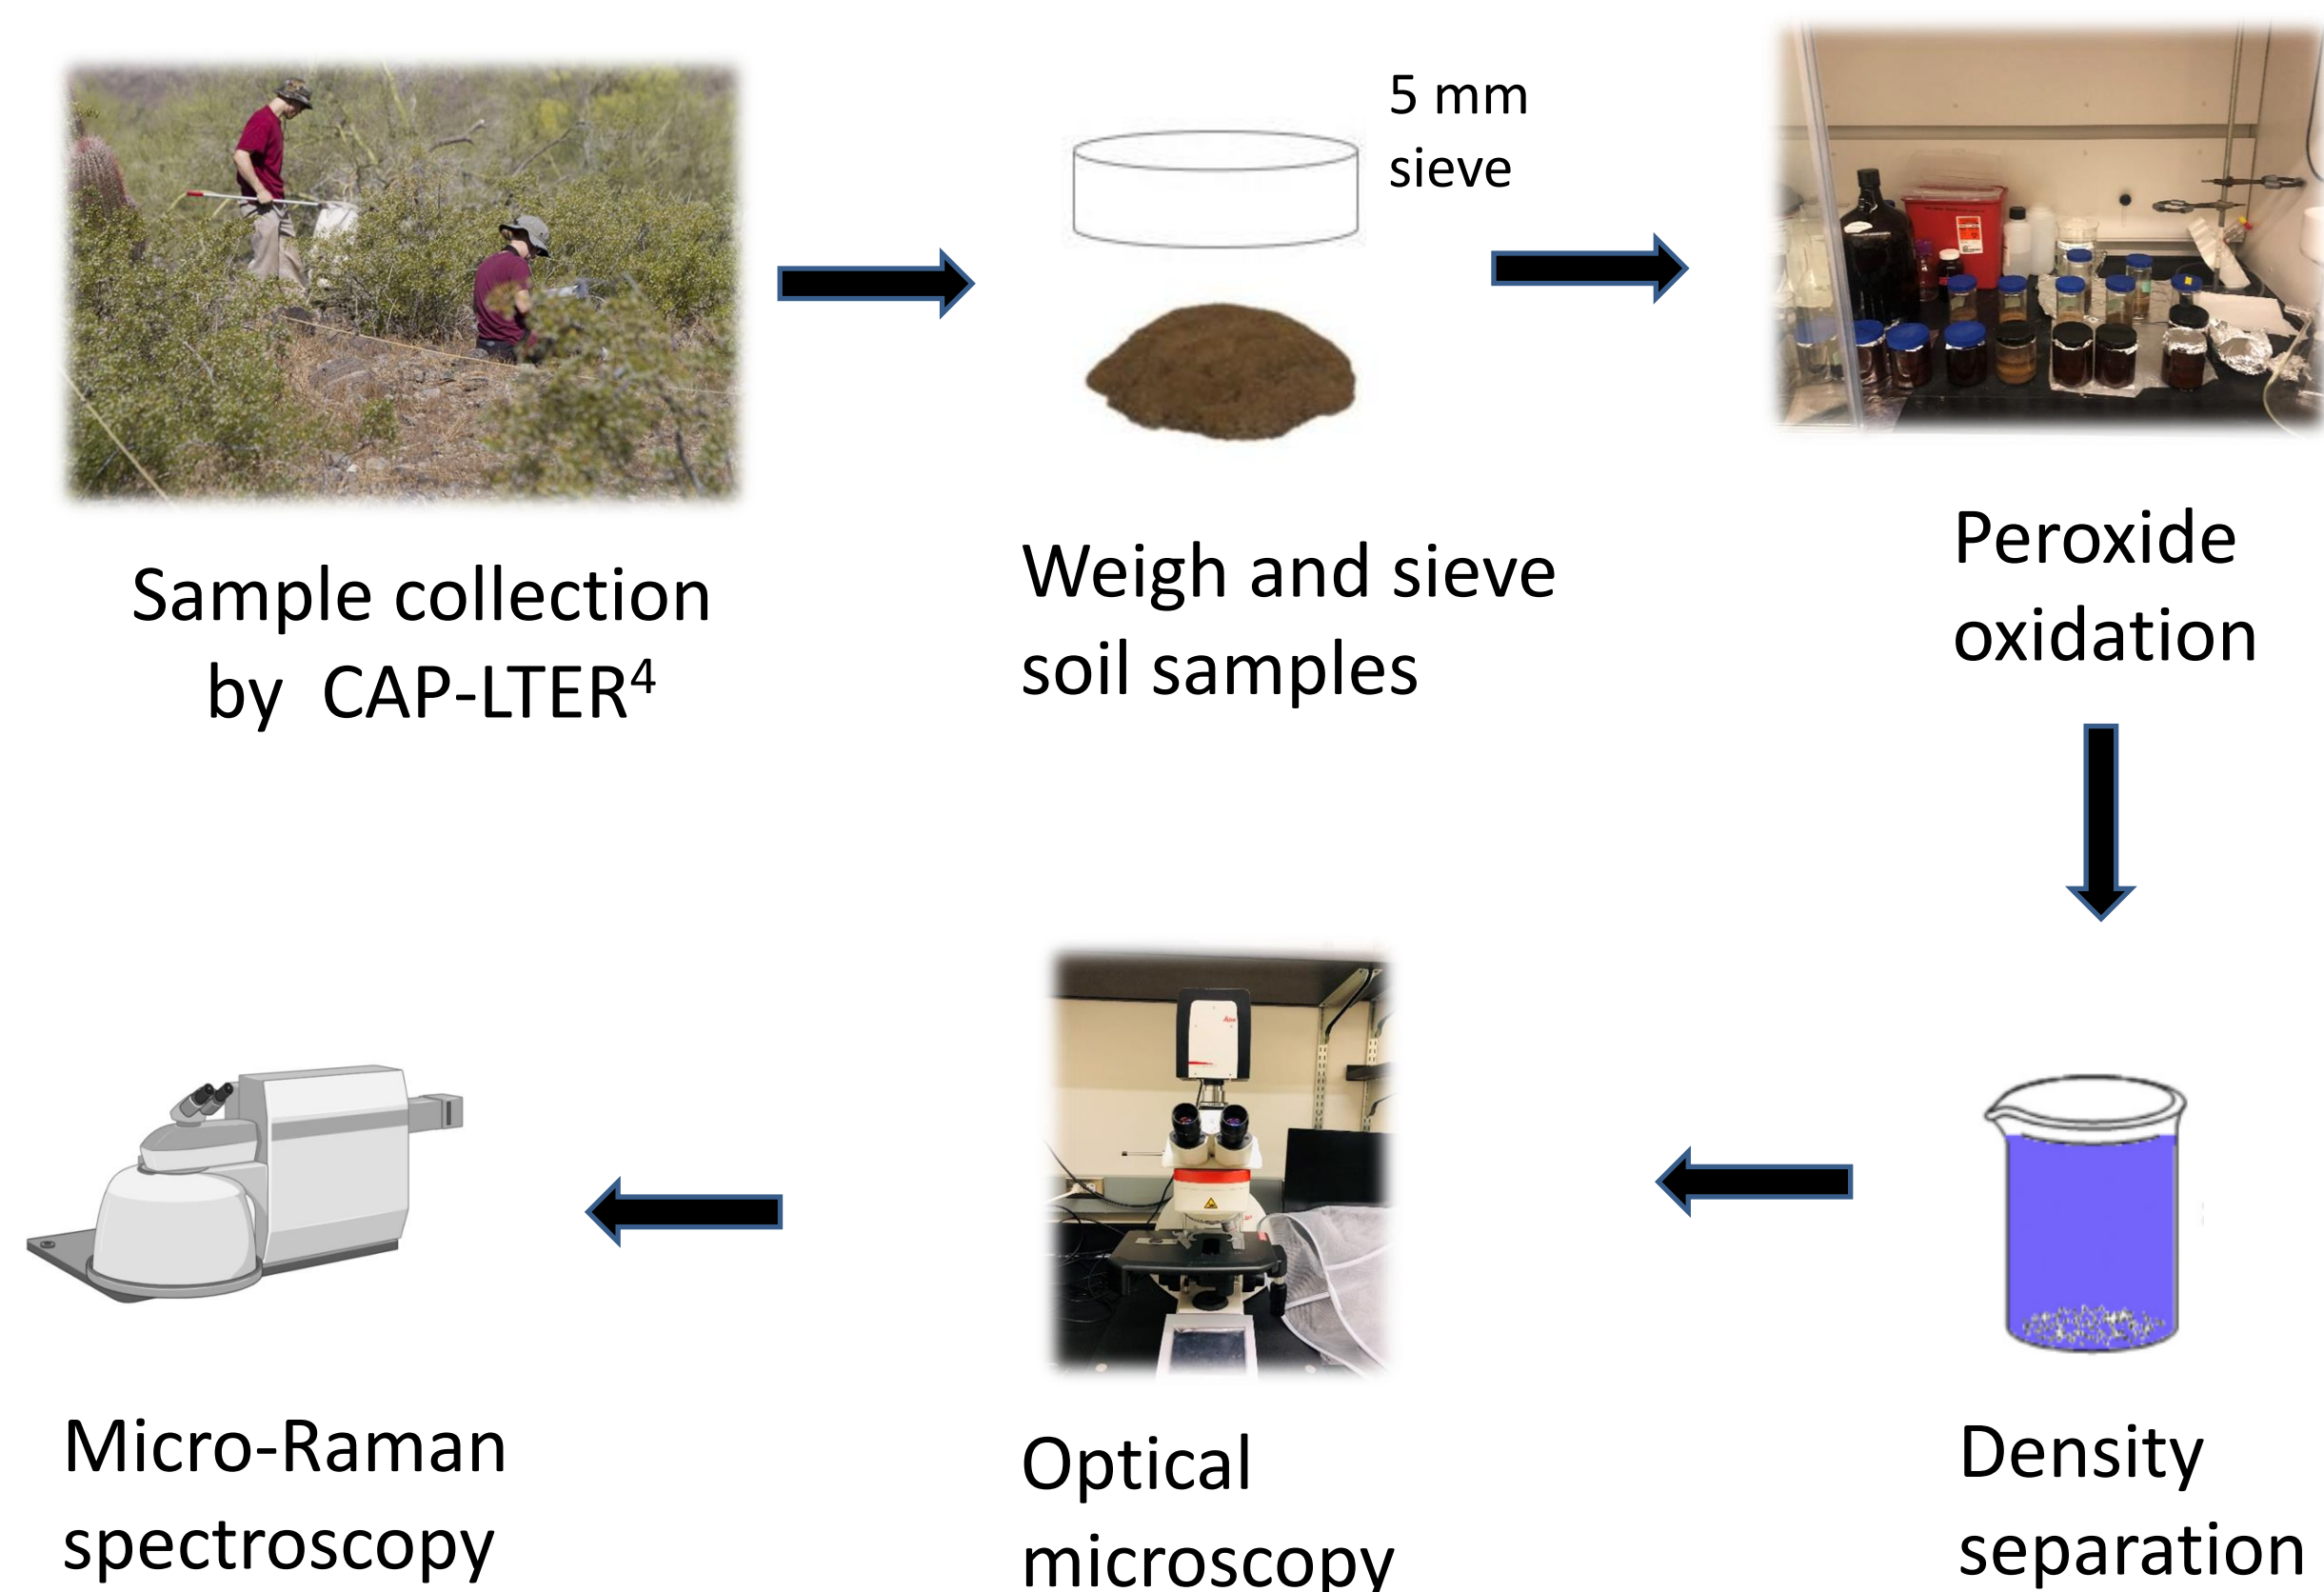 5 mm
sieve
Sample collection
by CAP-LTER⁴
Weigh and sieve
soil samples
Peroxide
oxidation
Density
separation
Optical
microscopy
Micro-Raman
spectroscopy